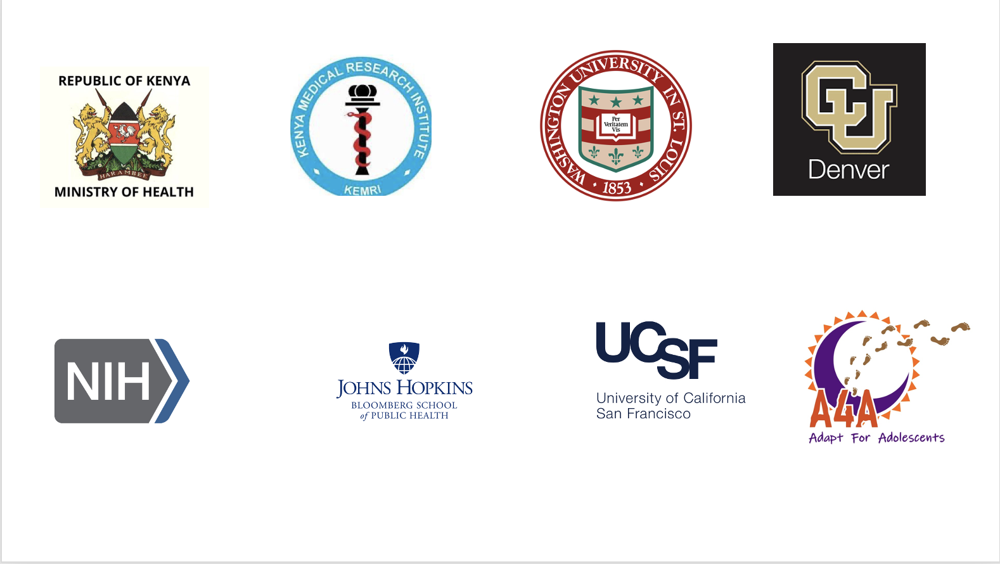 REPUBLIC OF KENYA
HARAMBEE
MINISTRY OF HEALTH
KENYA MEDICAL RESEARCH INSTITUTE
KEMRI
WASHINGTON UNIVERSITY IN ST. LOUIS
Per
Veritatem
Vis
1853
CU
Denver
NIH
JOHNS HOPKINS
BLOOMBERG SCHOOL
of PUBLIC HEALTH
UCSF
University of California
San Francisco
A4A
Adapt For Adolescents